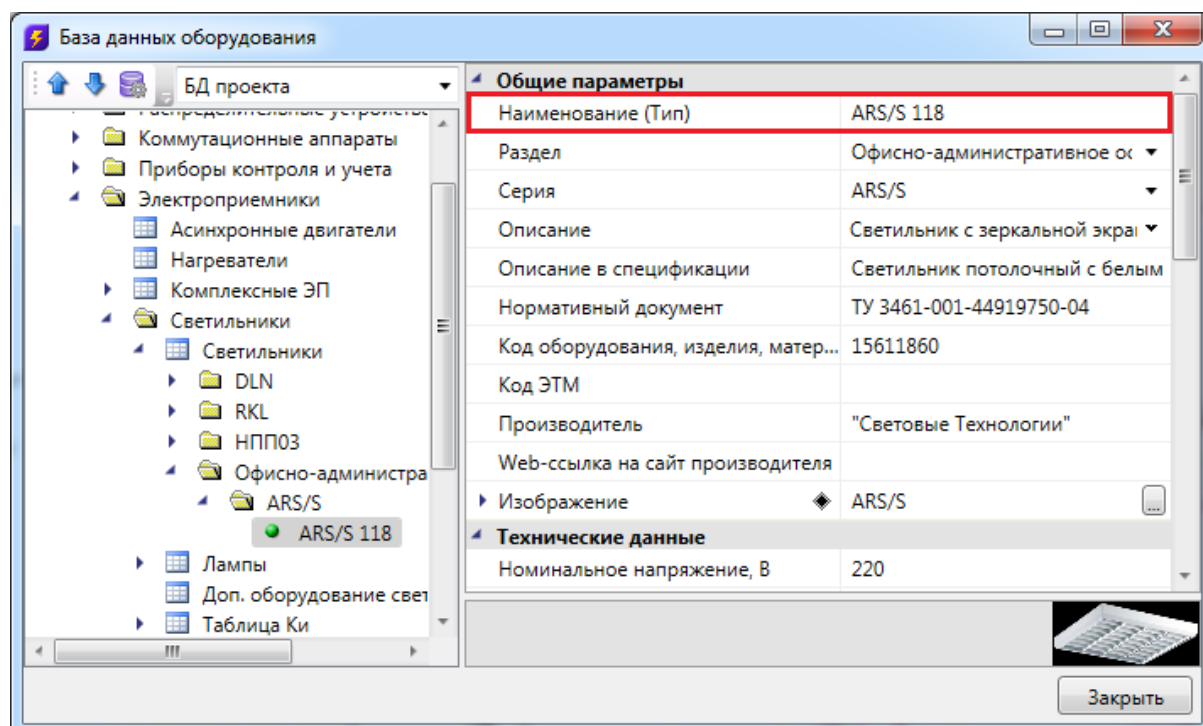 База данных оборудования
БД проекта
Коммутационные аппараты
Приборы контроля и учета
Электроприемники
Асинхронные двигатели
Нагреватели
Комплексные ЭП
Светильники
Светильники
DLN
RKL
НПП03
Офисно-администра
ARS/S
ARS/S 118
Лампы
Доп. оборудование свет
Таблица Ки
Общие параметры
Наименование (Тип) ARS/S 118
Раздел Офисно-административное ос
Серия ARS/S
Описание Светильник с зеркальной экра
Описание в спецификации Светильник потолочный с белым
Нормативный документ ТУ 3461-001-44919750-04
Код оборудования, изделия, матер... 15611860
Код ЭТМ
Производитель "Световые Технологии"
Web-ссылка на сайт производителя
Изображение ARS/S ...
Технические данные
Номинальное напряжение, В 220
Закрыть